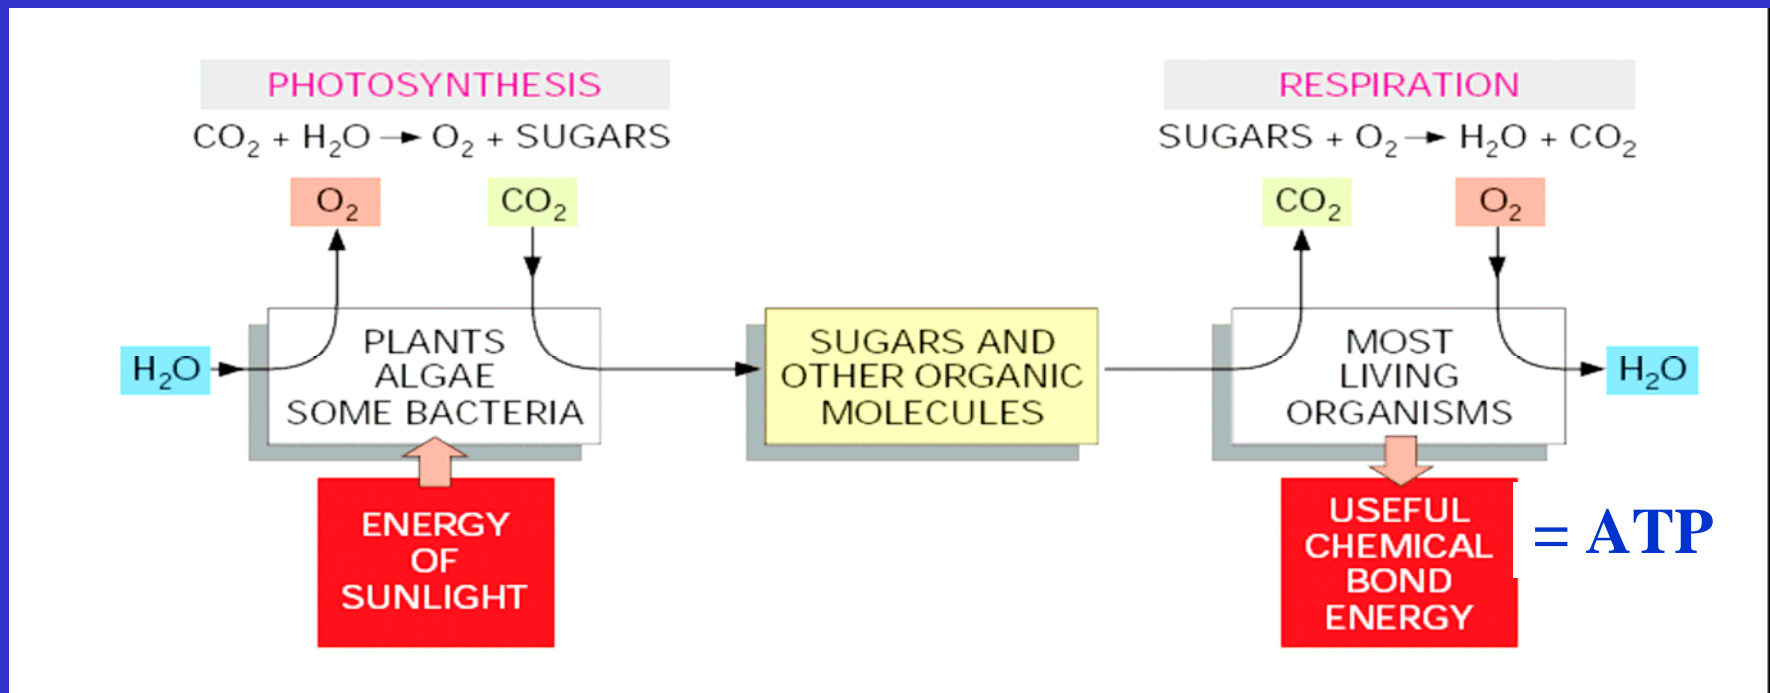 PHOTOSYNTHESIS
CO₂ + H₂O → O₂ + SUGARS
O₂
CO₂
H₂O
PLANTS
ALGAE
SOME BACTERIA
ENERGY
OF
SUNLIGHT
SUGARS AND
OTHER ORGANIC
MOLECULES
RESPIRATION
SUGARS + O₂ → H₂O + CO₂
CO₂
O₂
MOST
LIVING
ORGANISMS
H₂O
USEFUL
CHEMICAL
BOND
ENERGY
= ATP